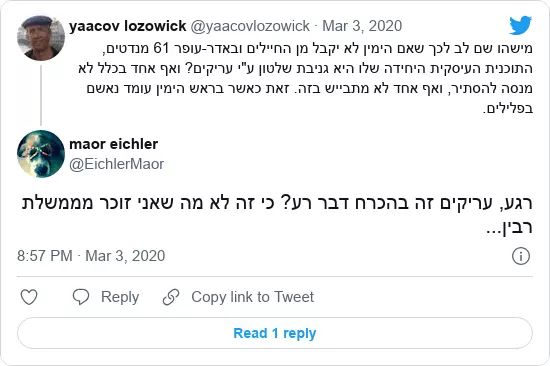 yaacov lozowick @yaacovlozowick · Mar 3, 2020
מישהו שם לב לכך שאם הימין לא יקבל מן החיילים ובאדר-עופר 61 מנדטים,
התוכנית העיסקית היחידה שלו היא גניבת שלטון ע"י עריקים? ואף אחד בכלל לא
מנסה להסתיר, ואף אחד לא מתבייש בזה. זאת כאשר בראש הימין עומד נאשם
בפלילים.
maor eichler
@EichlerMaor
רגע, עריקים זה בהכרח דבר רע? כי זה לא מה שאני זוכר מממשלת
רבין...
8:57 PM · Mar 3, 2020
Reply
Copy link to Tweet
Read 1 reply